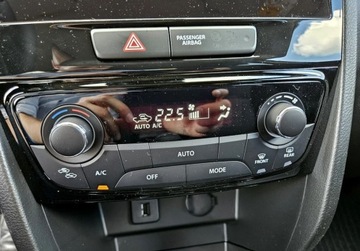 PASSENGER
AIRBAG
22.5
AUTO A/C
AUTO
A/C
OFF
MODE
FRONT
REAR